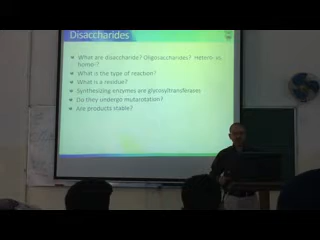 Disaccharides
What are disaccharide? Oligosaccharides? Hetero- vs.
homo-?
What is the type of reaction?
What is a residue?
Synthesizing enzymes are glycosyltransferases
Do they undergo mutarotation?
Are products stable?